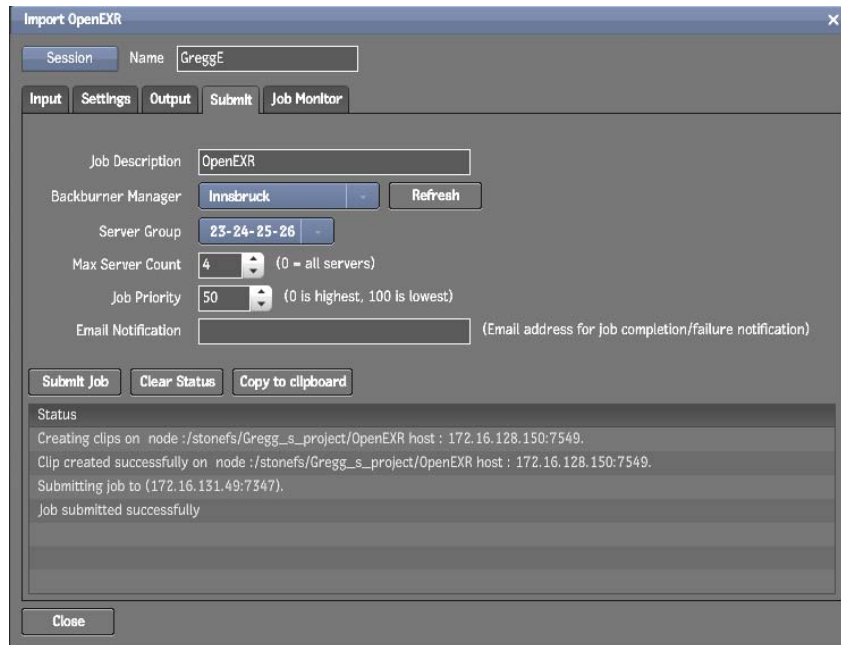 Import OpenEXR
Session Name GreggE
Input Settings Output Submit Job Monitor
Job Description OpenEXR
Backburner Manager Innsbruck Refresh
Server Group 23-24-25-26
Max Server Count 4 (0 = all servers)
Job Priority 50 (0 is highest, 100 is lowest)
Email Notification (Email address for job completion/failure notification)
Submit Job Clear Status Copy to clipboard
Status
Creating clips on node :/stonefs/Gregg_s_project/OpenEXR host : 172.16.128.150:7549.
Clip created successfully on node :/stonefs/Gregg_s_project/OpenEXR host : 172.16.128.150:7549.
Submitting job to (172.16.131.49:7347).
Job submitted successfully
Close